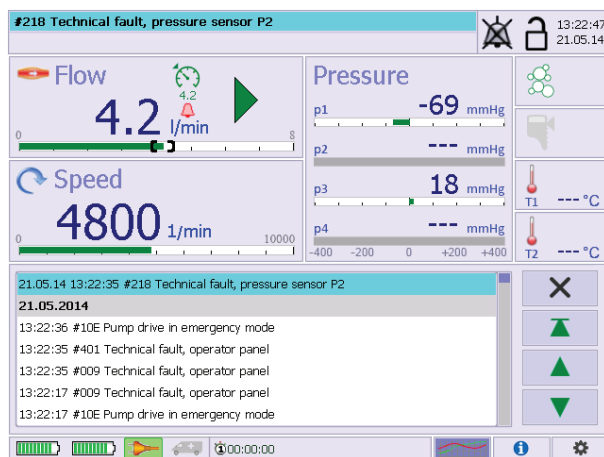 #218 Technical fault, pressure sensor P2
13:22:47
21.05.14
Flow
4.2
4.2 l/min
0 8
Speed
4800 1/min
0 10000
Pressure
p1 -69 mmHg
p2 --- mmHg
p3 18 mmHg
p4 --- mmHg
-400 -200 0 +200 +400
T1 --- °C
T2 --- °C
21.05.14 13:22:35 #218 Technical fault, pressure sensor P2
21.05.2014
13:22:36 #10E Pump drive in emergency mode
13:22:35 #401 Technical fault, operator panel
13:22:35 #009 Technical fault, operator panel
13:22:17 #009 Technical fault, operator panel
13:22:17 #10E Pump drive in emergency mode
1 00:00:00